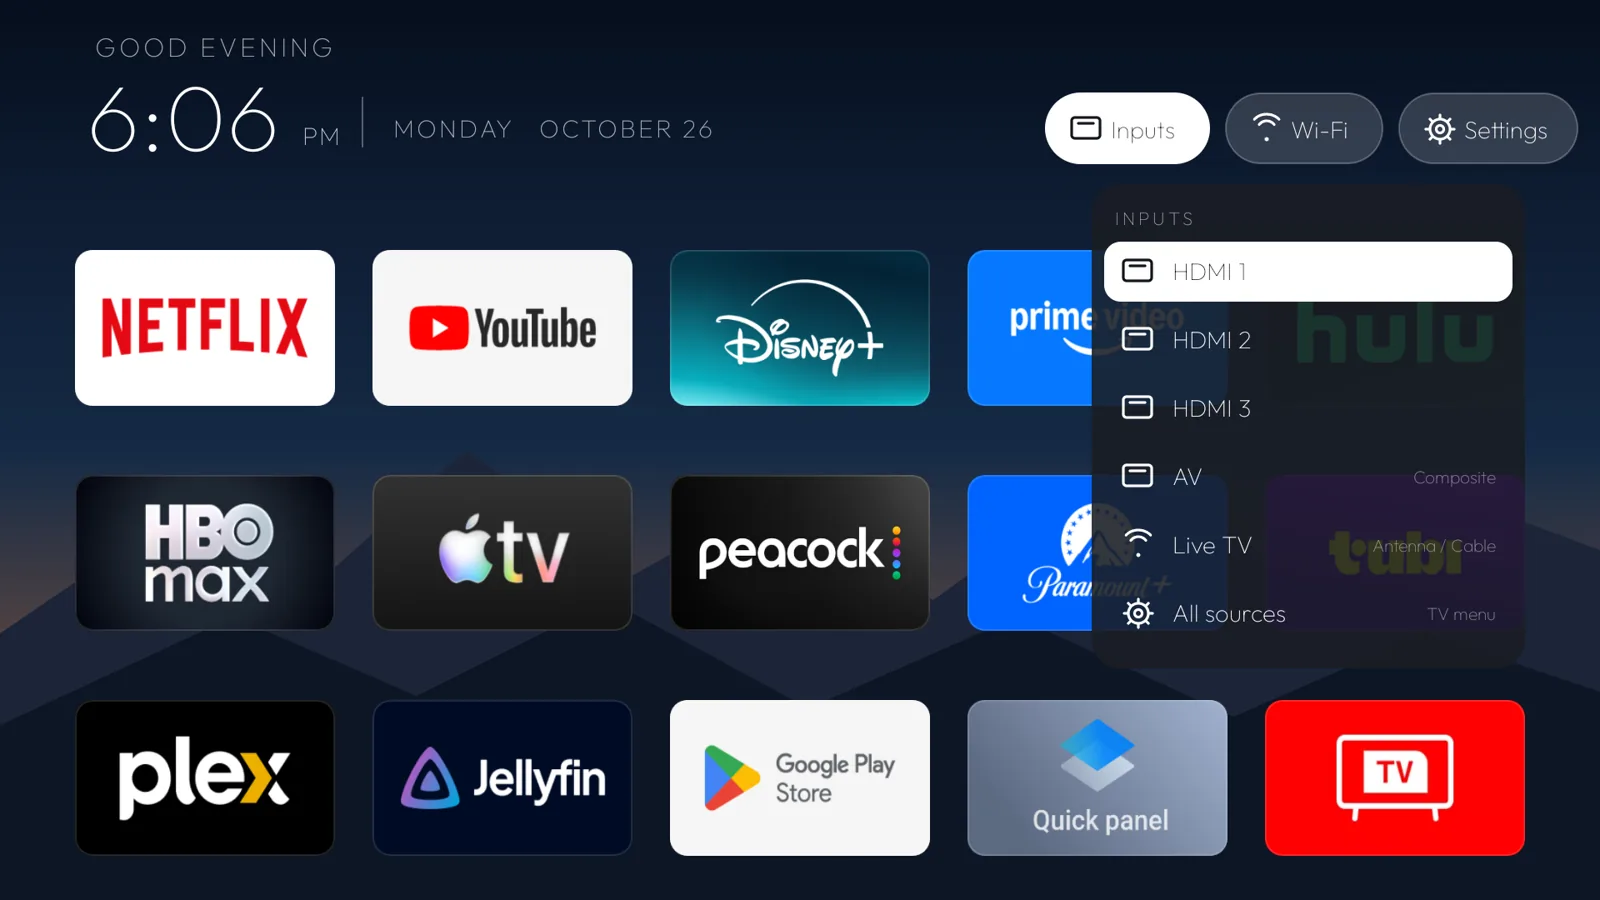 GOOD EVENING
6:06 PM
MONDAY OCTOBER 26
Inputs
Wi-Fi
Settings
INPUTS
HDMI 1
HDMI 2
HDMI 3
AV Composite
Live TV Antenna / Cable
All sources TV menu
NETFLIX
YouTube
Disney+
prime video
hulu
HBO
max
tv
peacock
Paramount+
tubi
plex
Jellyfin
Google Play
Store
Quick panel
TV